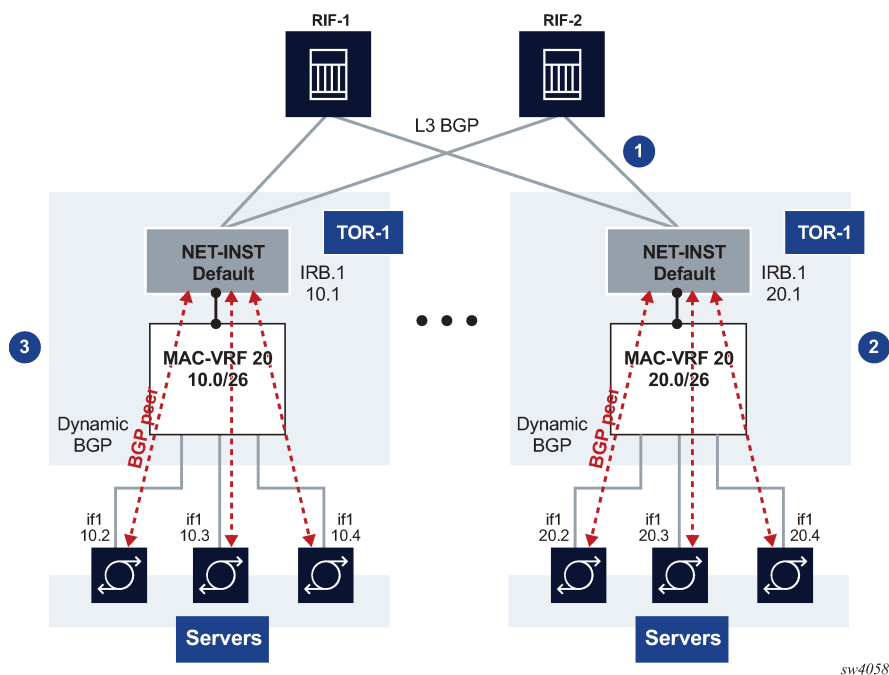 RIF-1
RIF-2
L3 BGP
1
TOR-1
NET-INST
Default
IRB.1
10.1
TOR-1
NET-INST
Default
IRB.1
20.1
3
MAC-VRF 20
10.0/26
Dynamic
BGP
BGP peer
2
MAC-VRF 20
20.0/26
Dynamic
BGP
BGP peer
if1
10.2
if1
10.3
if1
10.4
if1
20.2
if1
20.3
if1
20.4
Servers
Servers
sw4058